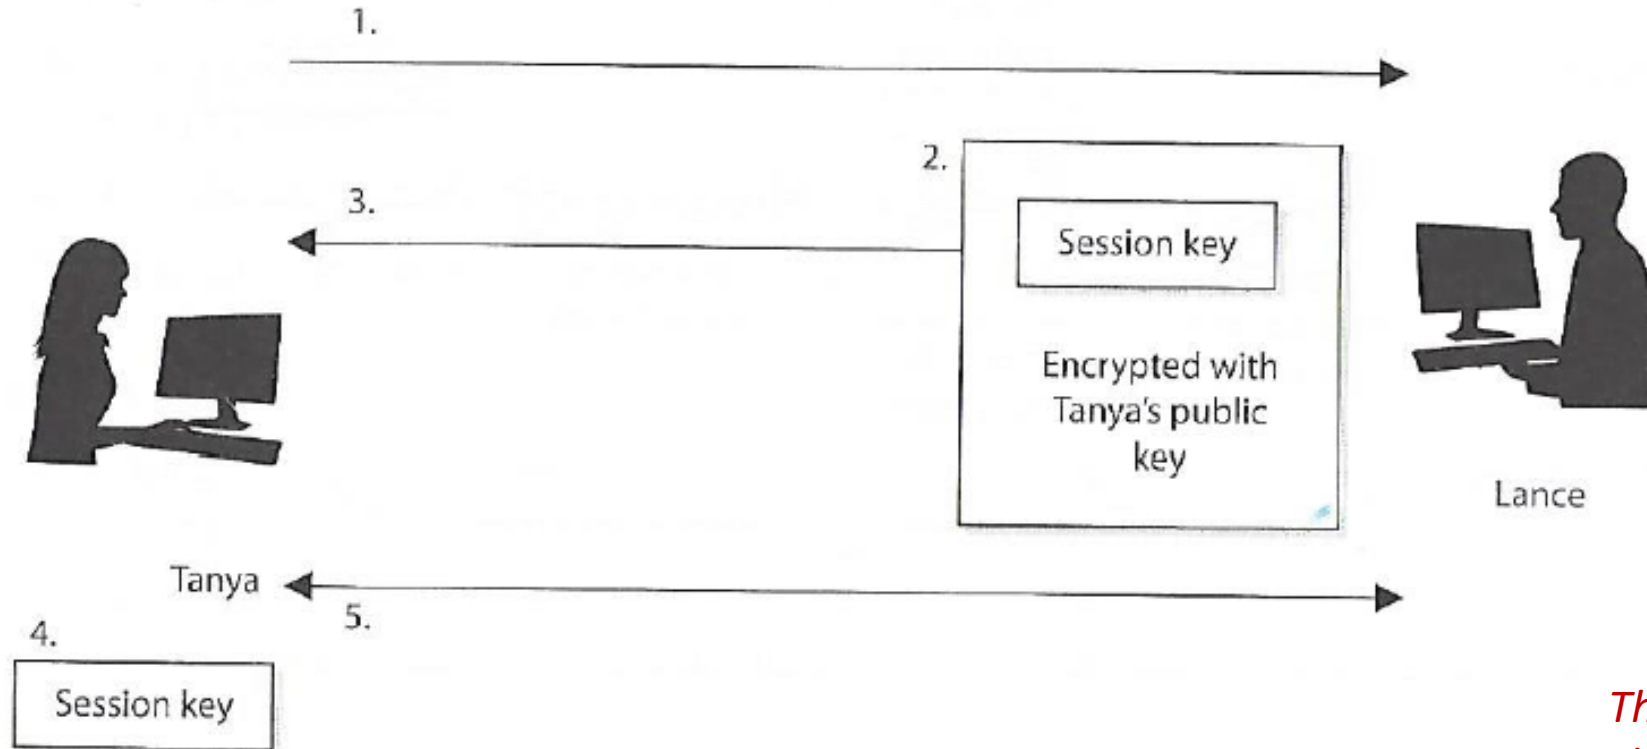 1.
2.
3.
Session key
Encrypted with
Tanya's public
key
Lance
Tanya
5.
4.
Session key